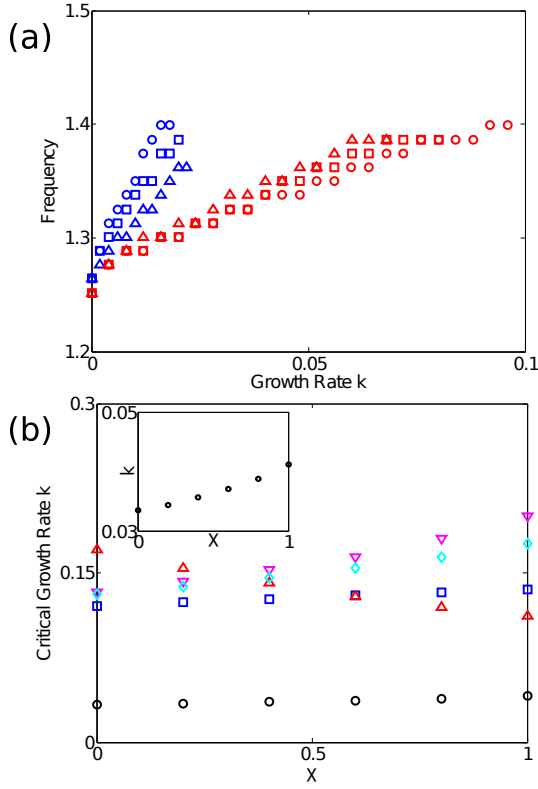 (a)
1.5
1.4
1.3
1.2
Frequency
0
0.05
0.1
Growth Rate k
(b)
0.3
0.15
0
Critical Growth Rate k
0.05
0.03
k
0
X
1
0
0.5
1
X